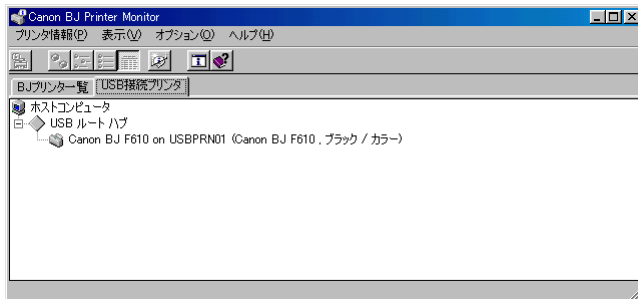 Canon BJ Printer Monitor
プリンタ情報(P) 表示(V) オプション(O) ヘルプ(H)
BJプリンター覧 USB接続プリンタ
ホストコンピュータ
USB ルート ハブ
Canon BJ F610 on USBPRN01 (Canon BJ F610 , ブラック / カラー)